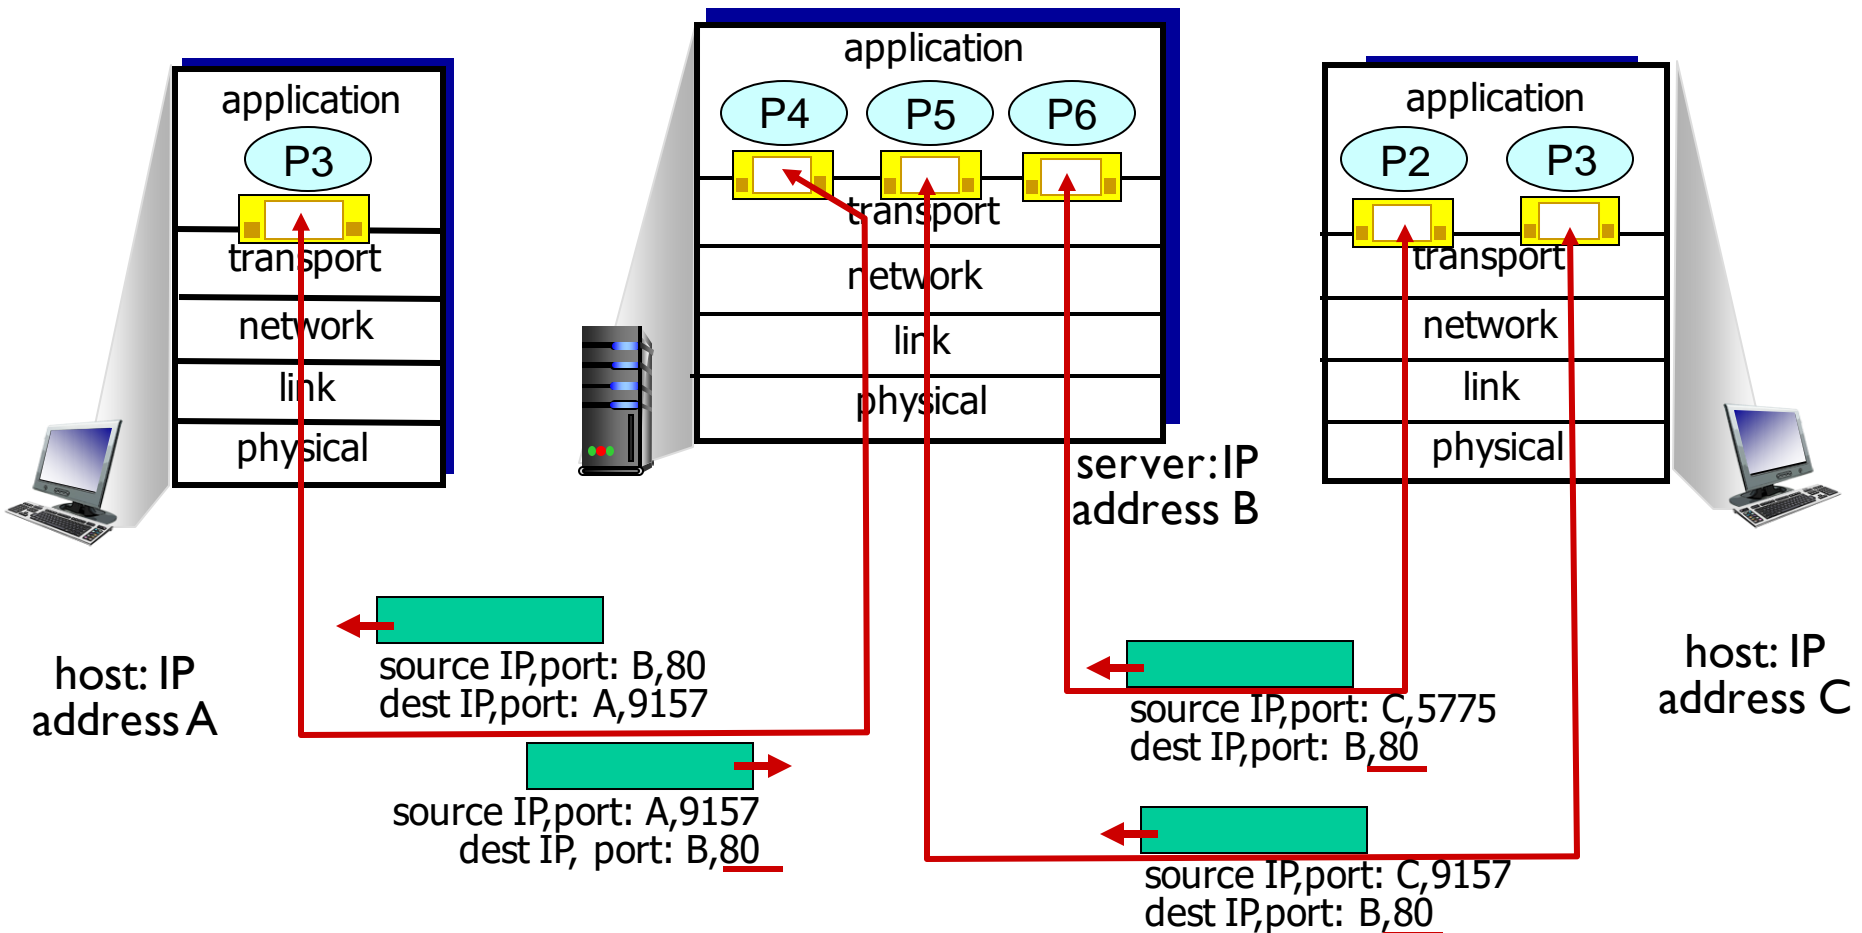 application
P3
transport
network
link
physical
host: IP
address A
application
P4
P5
P6
transport
network
link
physical
server: IP
address B
application
P2
P3
transport
network
link
physical
host: IP
address C
source IP,port: B,80
dest IP,port: A,9157
source IP,port: A,9157
dest IP, port: B,80
source IP,port: C,5775
dest IP,port: B,80
source IP,port: C,9157
dest IP,port: B,80